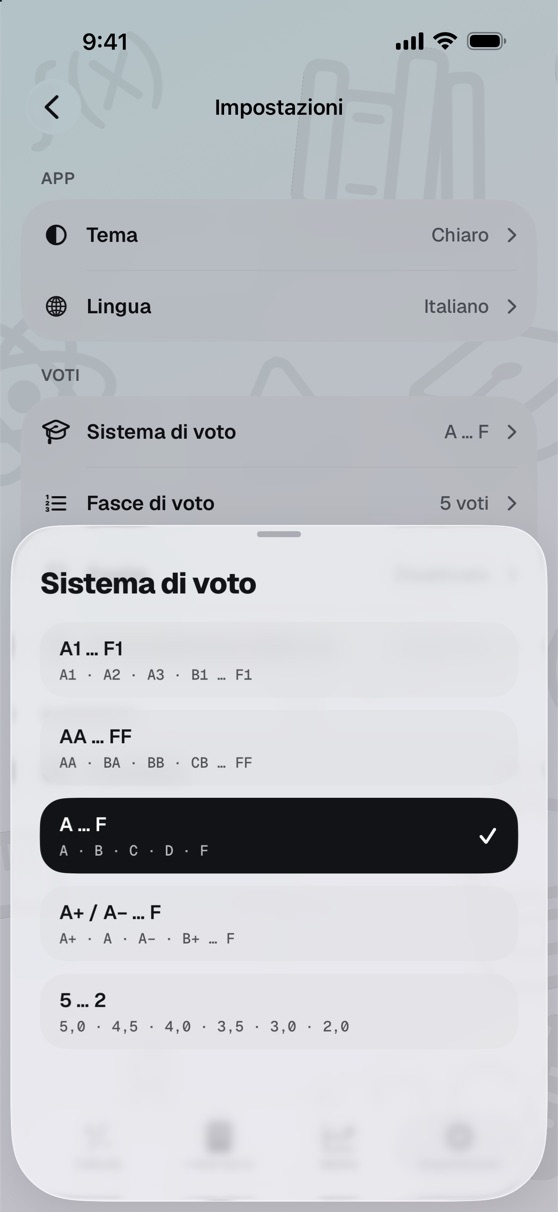 9:41
Impostazioni
APP
Tema Chiaro
Lingua Italiano
VOTI
Sistema di voto A ... F
Fasce di voto 5 voti
Sistema di voto
A1 ... F1
A1 · A2 · A3 · B1 … F1
AA ... FF
AA · BA · BB · CB … FF
A ... F
A · B · C · D · F
A+ / A− ... F
A+ · A · A− · B+ … F
5 ... 2
5,0 · 4,5 · 4,0 · 3,5 · 3,0 · 2,0